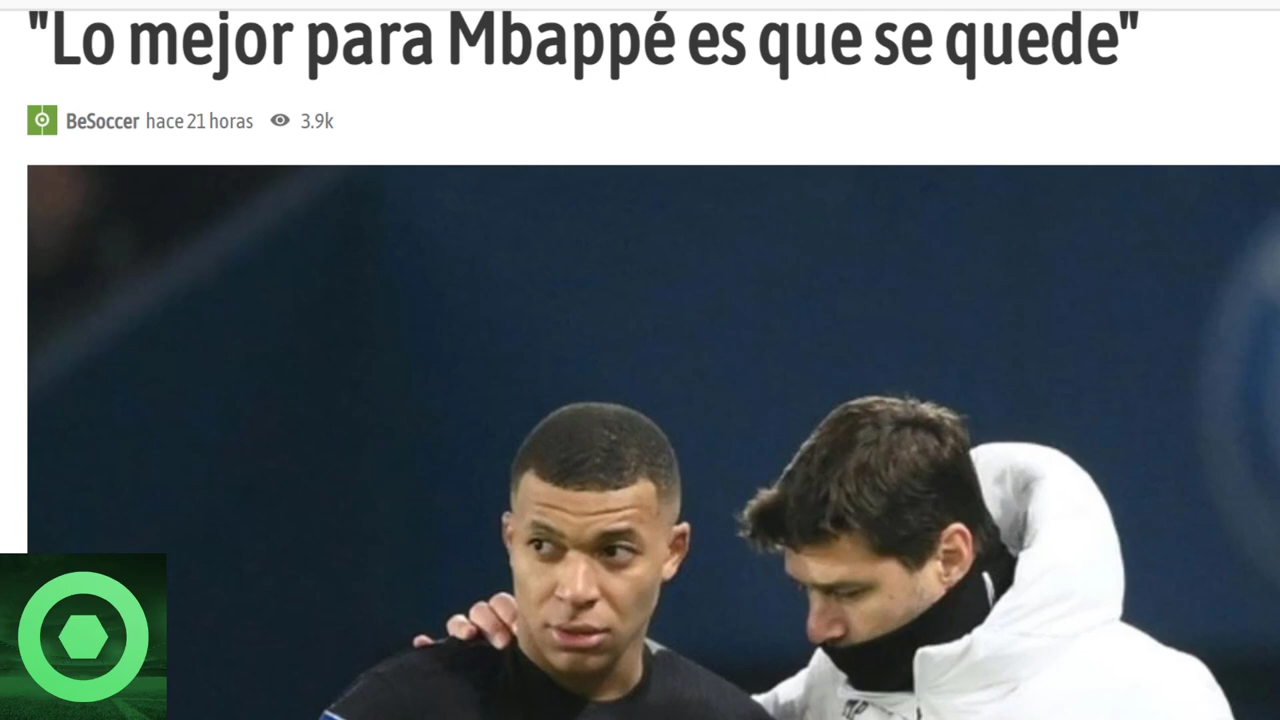 "Lo mejor para Mbappé es que se quede"
BeSoccer hace 21 horas 3.9k